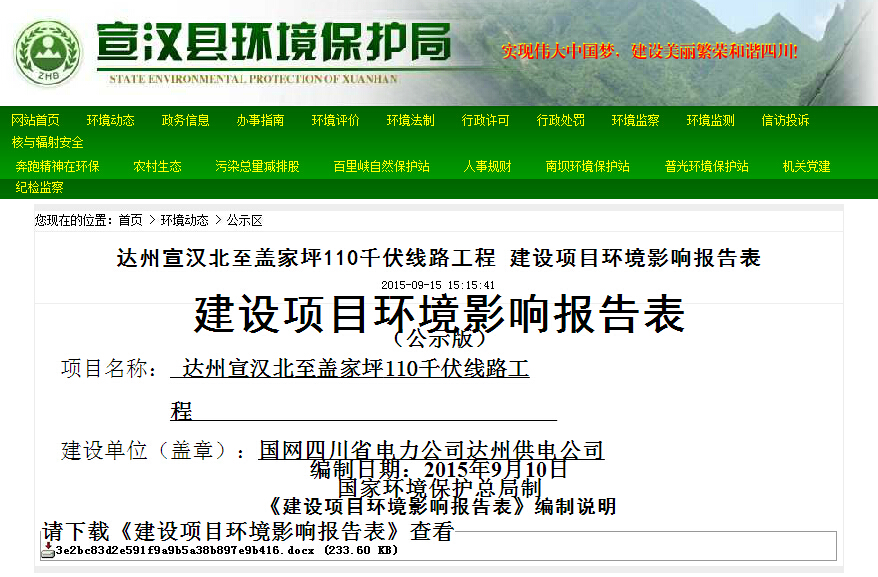 宣汉县环境保护局
STATE ENVIRONMENTAL PROTECTION OF XUANHAN
ZHB
实现伟大中国梟，建设美丽繁荣和谐四川!
网站首页 环境动态 政务信息 办事指南 环境评价 环境法制 行政许可 行政处罚 环境监察 环境监测 信访投诉
核与辐射安全
奔跑精神在环保 农村生态 污染总量减排股 百里峡自然保护站 人事规财 南坝环境保护站 普光环境保护站 机关党建
纪检监察
您现在的位置：首页 > 环境动态 > 公示区
达州宣汉北至盖家坪110千伏线路工程 建设项目环境影响报告表
2015-09-15 15:15:41
建设项目环境影响报告表
（公示版）
项目名称： 达州宣汉北至盖家坪110千伏线路工
程
建设单位（盖章）：国网四川省电力公司达州供电公司
编制日期：2015年9月10日
国家环境保护总局制
《建设项目环境影响报告表》编制说明
请下载《建设项目环境影响报告表》查看
3e2bc83d2e591f9a9b5a38b897e9b416.docx (233.60 KB)